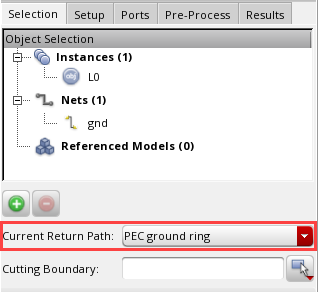 Selection Setup Ports Pre-Process Results
Object Selection
Instances (1)
obj L0
Nets (1)
gnd
Referenced Models (0)
Current Return Path: PEC ground ring
Cutting Boundary: